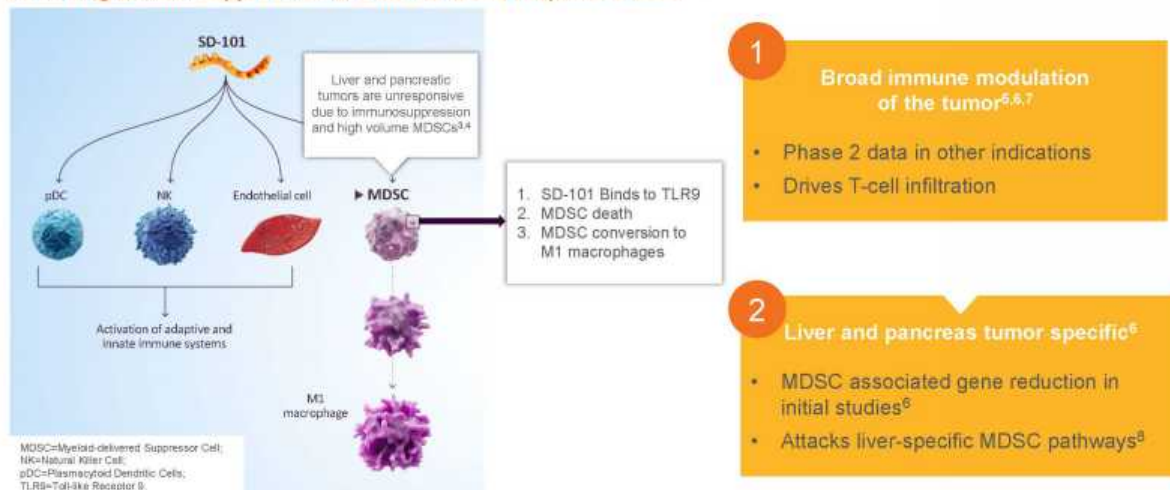 SD-101
Liver and pancreatic
tumors are unresponsive
due to immunosuppression
and high volume MDSCs3,4
pDC
NK
Endothelial cell
▶ MDSC
Activation of adaptive and
innate immune systems
M1
macrophage
MDSC=Myeloid-delivered Suppressor Cell;
NK=Natural Killer Cell;
pDC=Plasmacytoid Dendritic Cells;
TLR9=Toll-like Receptor 9.
1. SD-101 Binds to TLR9
2. MDSC death
3. MDSC conversion to
M1 macrophages
1
Broad immune modulation
of the tumor5,6,7
• Phase 2 data in other indications
• Drives T-cell infiltration
2
Liver and pancreas tumor specific6
• MDSC associated gene reduction in
initial studies6
• Attacks liver-specific MDSC pathways8